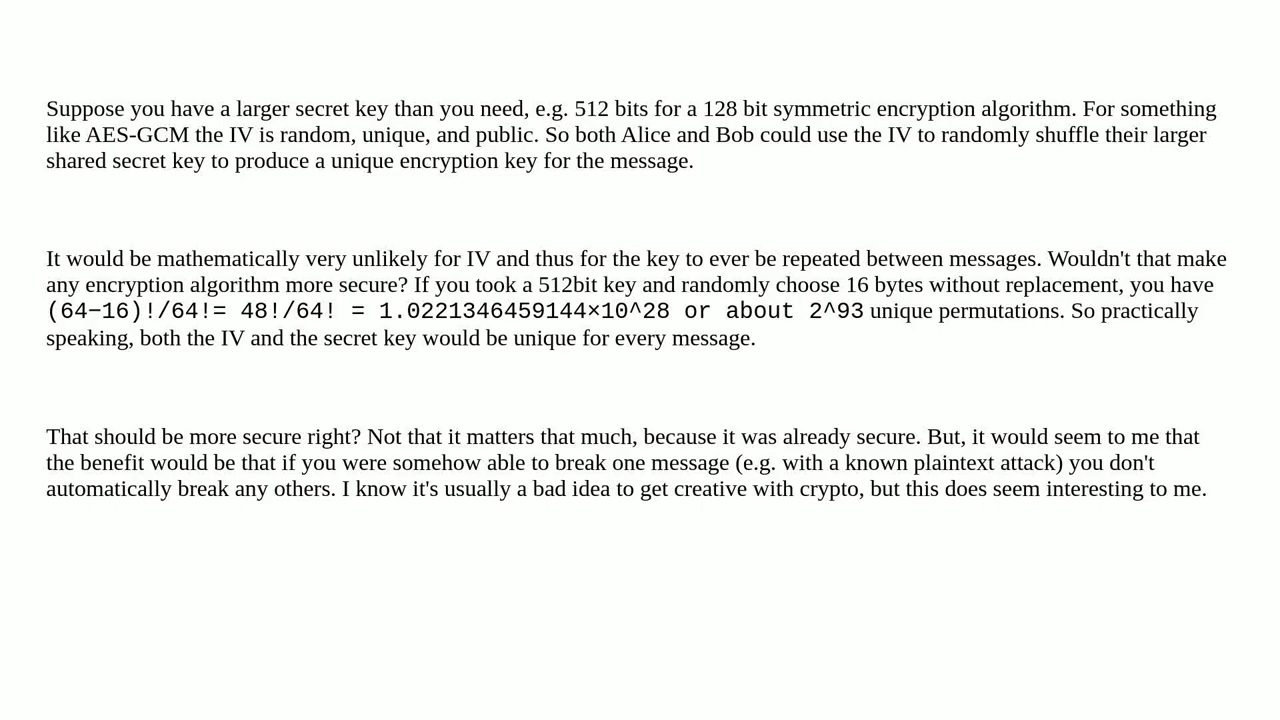 Suppose you have a larger secret key than you need, e.g. 512 bits for a 128 bit symmetric encryption algorithm. For something
like AES-GCM the IV is random, unique, and public. So both Alice and Bob could use the IV to randomly shuffle their larger
shared secret key to produce a unique encryption key for the message.
It would be mathematically very unlikely for IV and thus for the key to ever be repeated between messages. Wouldn't that make
any encryption algorithm more secure? If you took a 512bit key and randomly choose 16 bytes without replacement, you have
(64−16)!/64!= 48!/64! = 1.0221346459144×10^28 or about 2^93 unique permutations. So practically
speaking, both the IV and the secret key would be unique for every message.
That should be more secure right? Not that it matters that much, because it was already secure. But, it would seem to me that
the benefit would be that if you were somehow able to break one message (e.g. with a known plaintext attack) you don't
automatically break any others. I know it's usually a bad idea to get creative with crypto, but this does seem interesting to me.